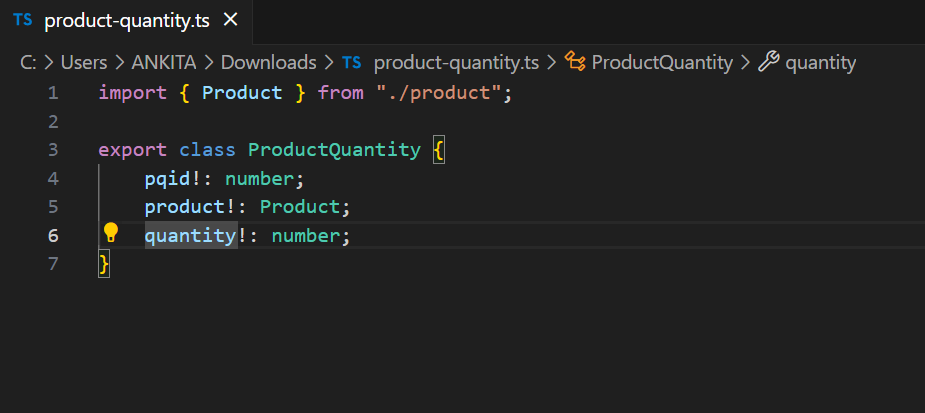 TS product-quantity.ts ×
C: > Users > ANKITA > Downloads > TS product-quantity.ts > ProductQuantity > quantity
1 import { Product } from "./product";
2
3 export class ProductQuantity {
4 pqid!: number;
5 product!: Product;
6 quantity!: number;
7 }